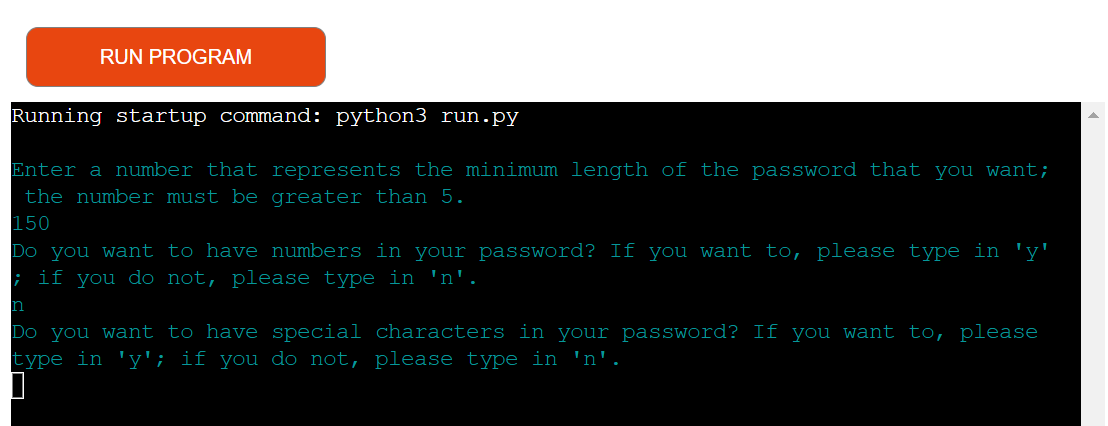 RUN PROGRAM
Running startup command: python3 run.py
Enter a number that represents the minimum length of the password that you want;
the number must be greater than 5.
150
Do you want to have numbers in your password? If you want to, please type in 'y'
; if you do not, please type in 'n'.
n
Do you want to have special characters in your password? If you want to, please
type in 'y'; if you do not, please type in 'n'.